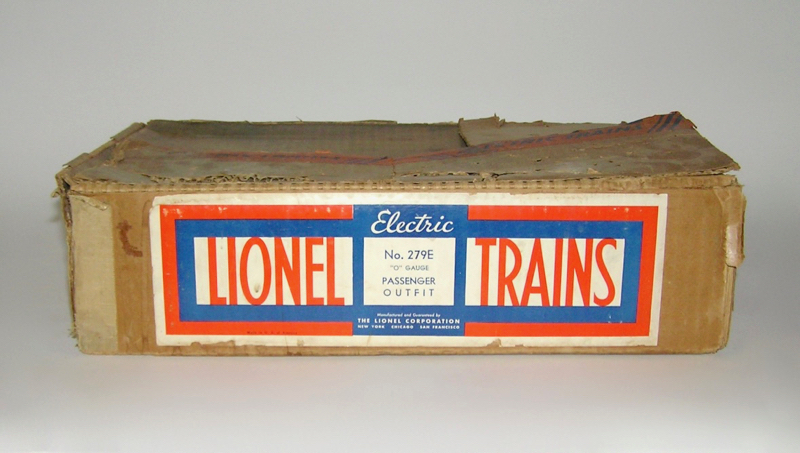 Electric
LIONEL TRAINS
No. 279E
"O" GAUGE
PASSENGER
OUTFIT
Manufactured and Guaranteed by
THE LIONEL CORPORATION
NEW YORK CHICAGO SAN FRANCISCO